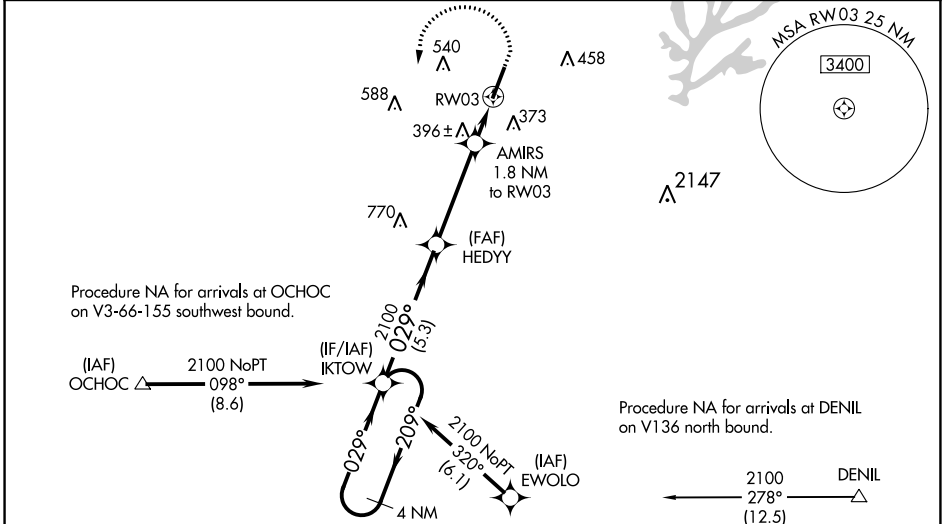 MSA RW03 25 NM
3400
540
458
588
RW03
373
396±
AMIRS
1.8 NM
to RW03
2147
770
(FAF)
HEDYY
Procedure NA for arrivals at OCHOC
on V3-66-155 southwest bound.
2100
029°
(5.3)
(IF/IAF)
IKTOW
(IAF)
OCHOC
2100 NoPT
098°
(8.6)
029°
209°
4 NM
2100 NoPT
320°
(6.1)
(IAF)
EWOLO
Procedure NA for arrivals at DENIL
on V136 north bound.
2100
278°
(12.5)
DENIL